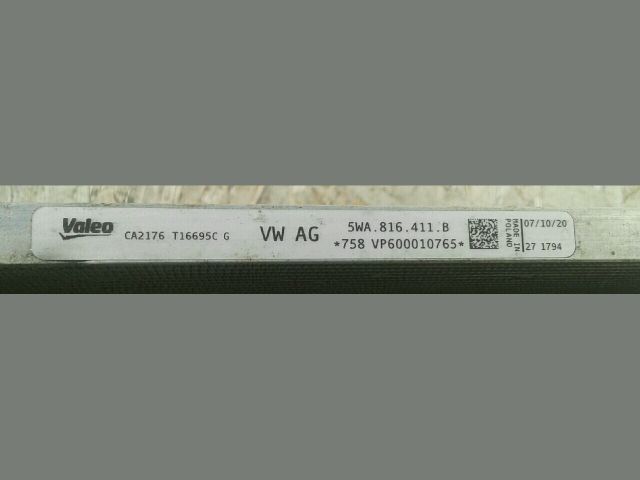 Valeo
CA2176 T16695C G
VW AG
5WA.816.411.B
*758 VP600010765*
MADE IN
POLAND
07/10/20
27 1794